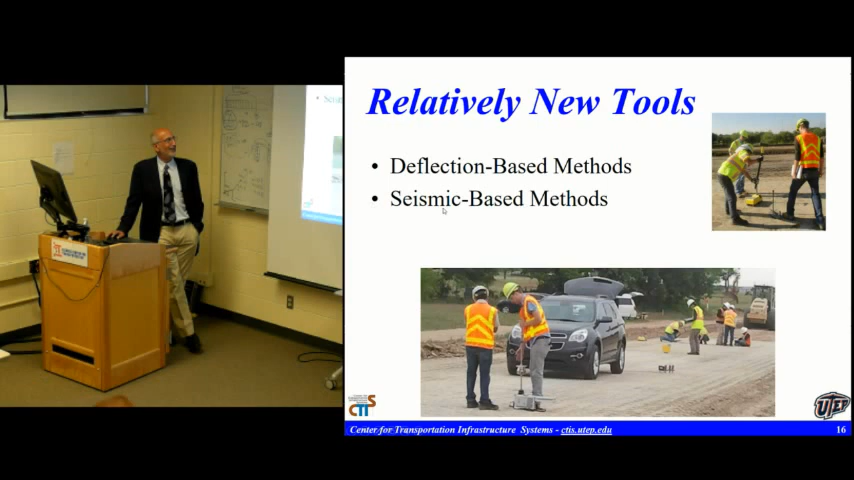 Relatively New Tools
• Deflection-Based Methods
• Seismic-Based Methods
CTIS
UTEP
Center for Transportation Infrastructure Systems - ctis.utep.edu
16